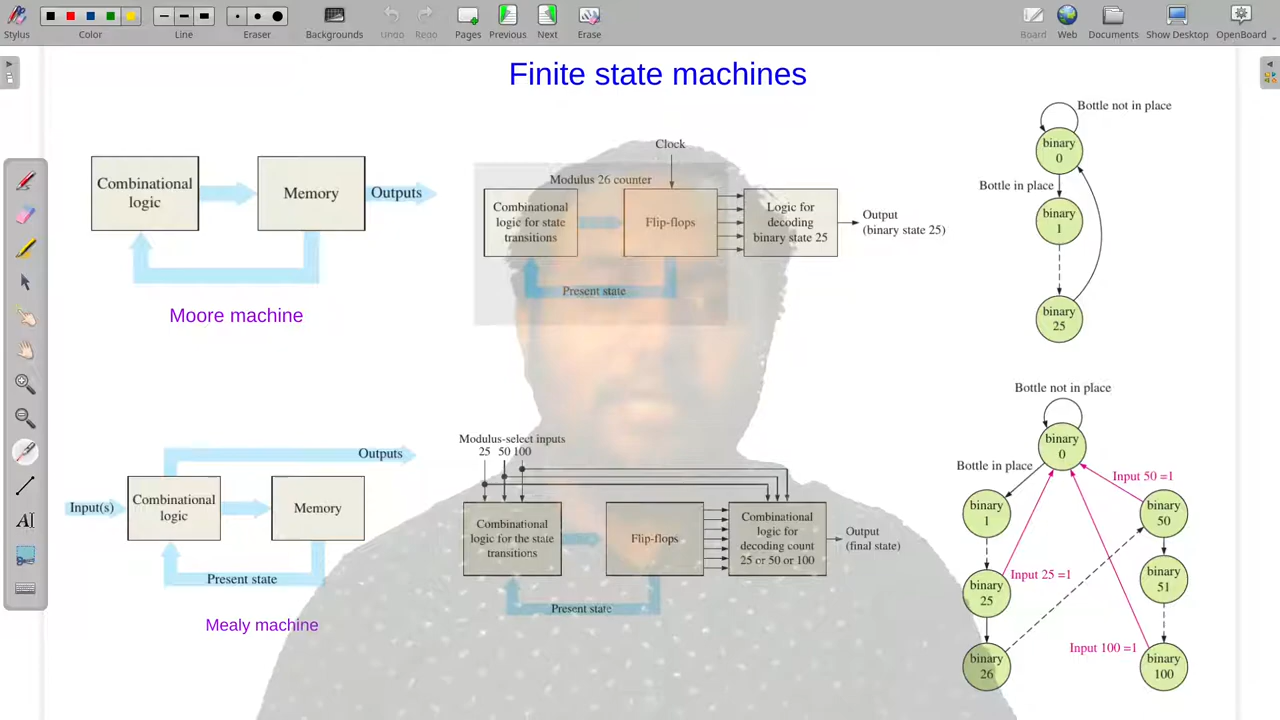 Stylus
Color
Line
Eraser
Backgrounds
Undo
Redo
Pages
Previous
Next
Erase
Board
Web
Documents
Show Desktop
OpenBoard
Finite state machines
Combinational
logic
Memory
Outputs
Moore machine
Clock
Modulus 26 counter
Combinational
logic for state
transitions
Flip-flops
Logic for
decoding
binary state 25
Output
(binary state 25)
Present state
Bottle not in place
binary
0
Bottle in place
binary
1
binary
25
Outputs
Input(s)
Combinational
logic
Memory
Present state
Mealy machine
Modulus-select inputs
25 50 100
Combinational
logic for the state
transitions
Flip-flops
Combinational
logic for
decoding count
25 or 50 or 100
Output
(final state)
Present state
Bottle not in place
binary
0
Bottle in place
Input 50 =1
binary
1
binary
50
Input 25 =1
binary
25
binary
51
Input 100 =1
binary
26
binary
100
AI